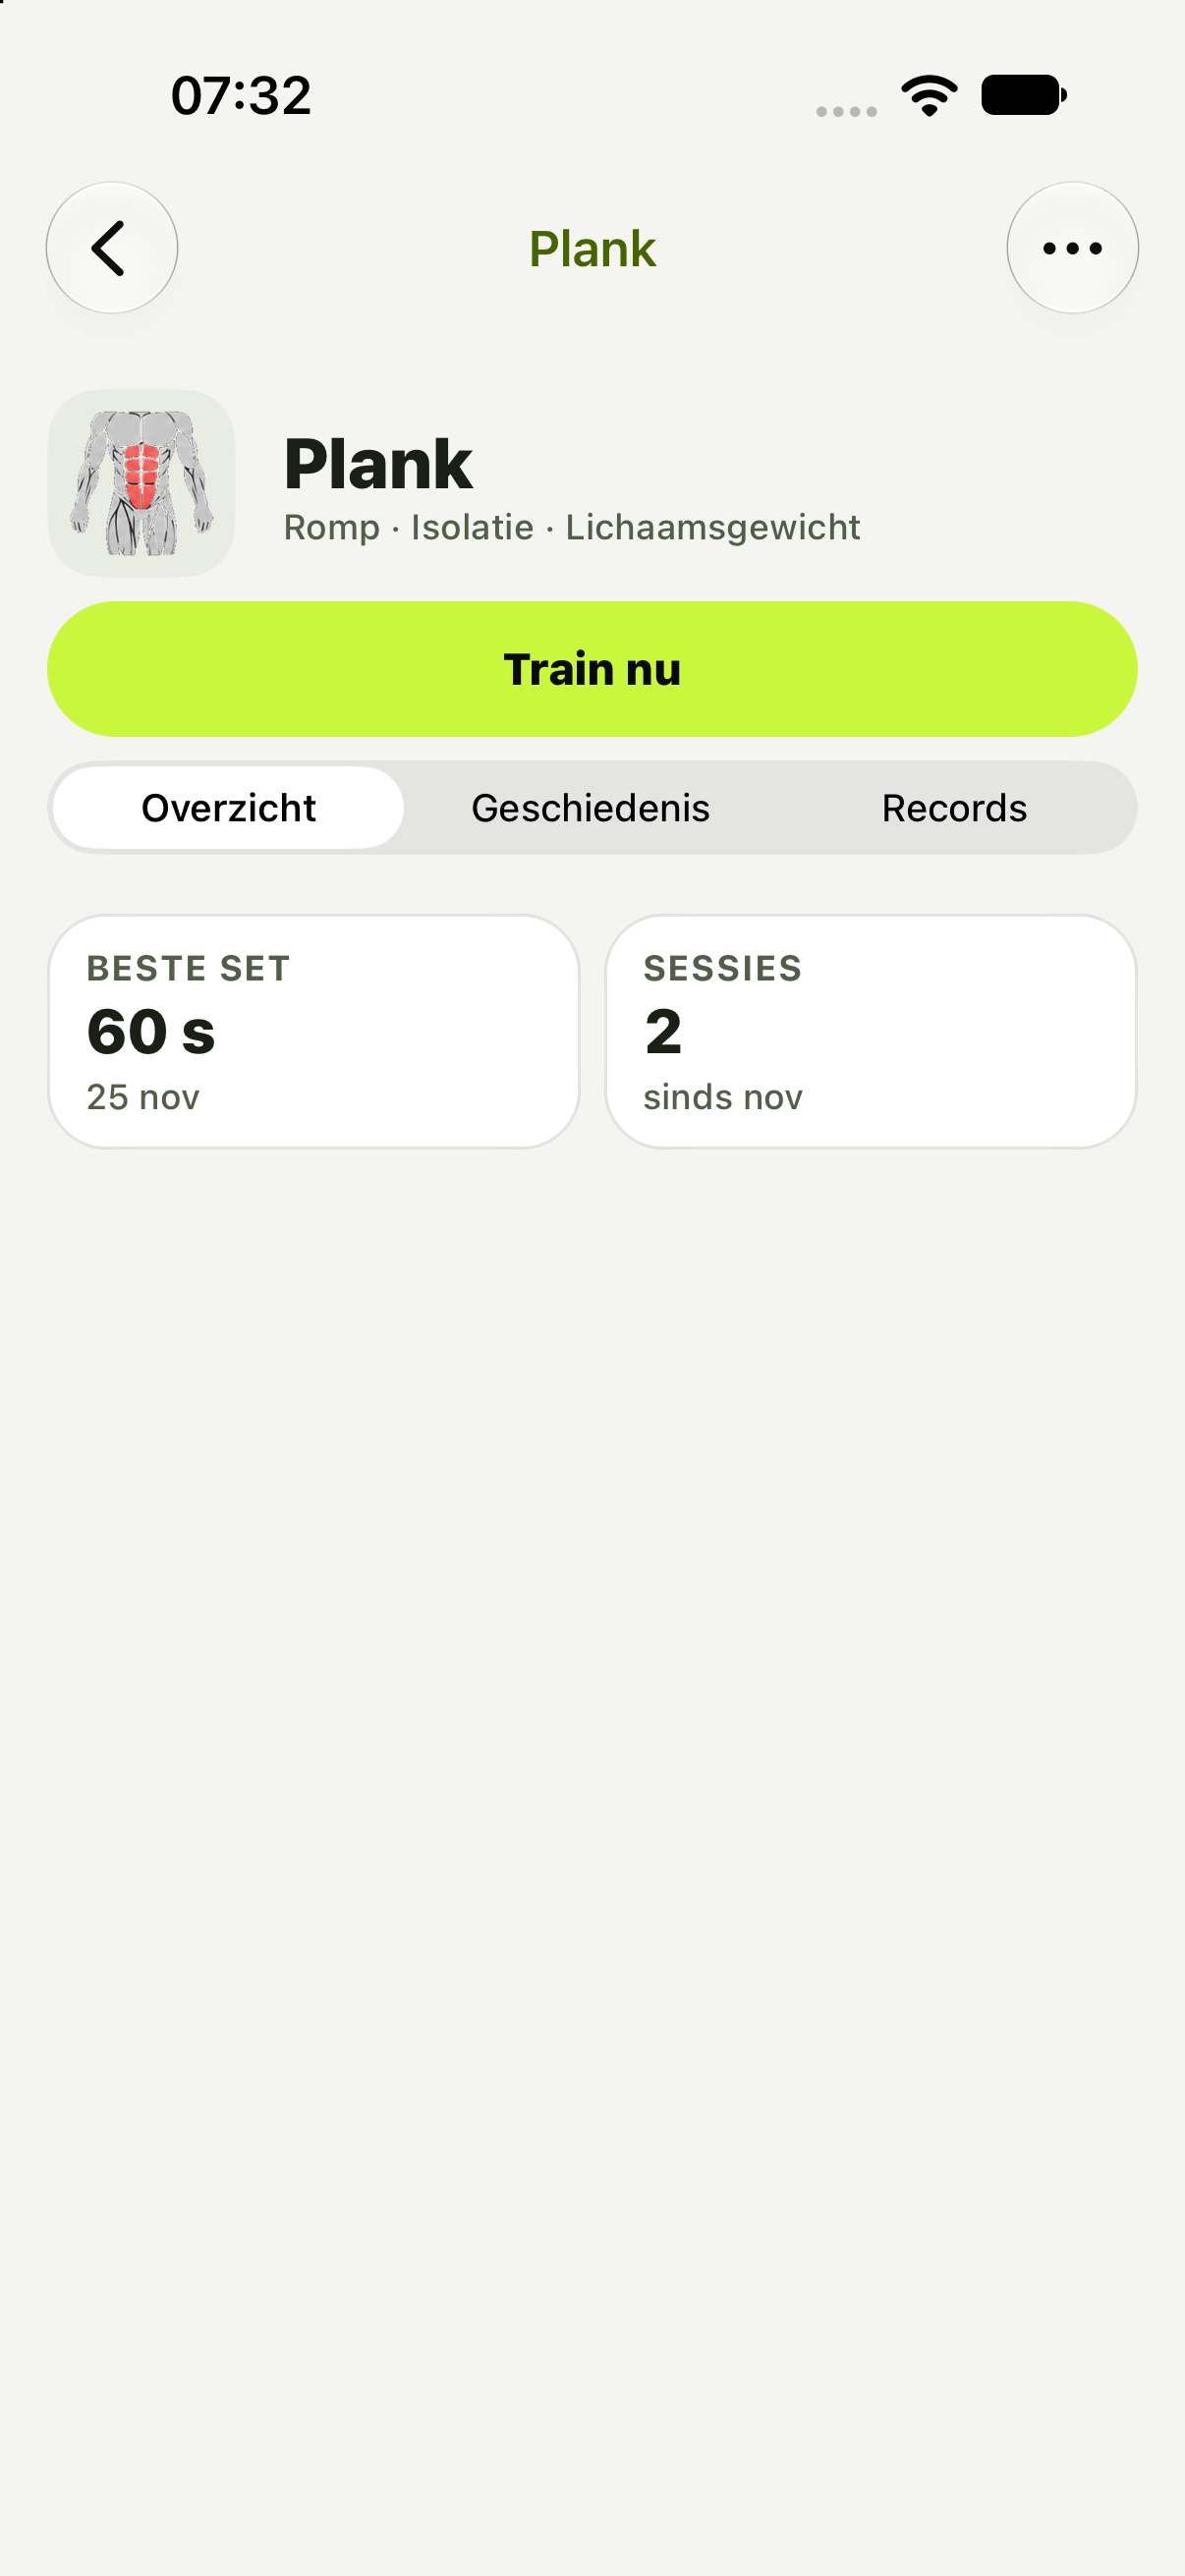 07:32
Plank
Plank
Romp · Isolatie · Lichaamsgewicht
Train nu
Overzicht
Geschiedenis
Records
BESTE SET
60 s
25 nov
SESSIES
2
sinds nov